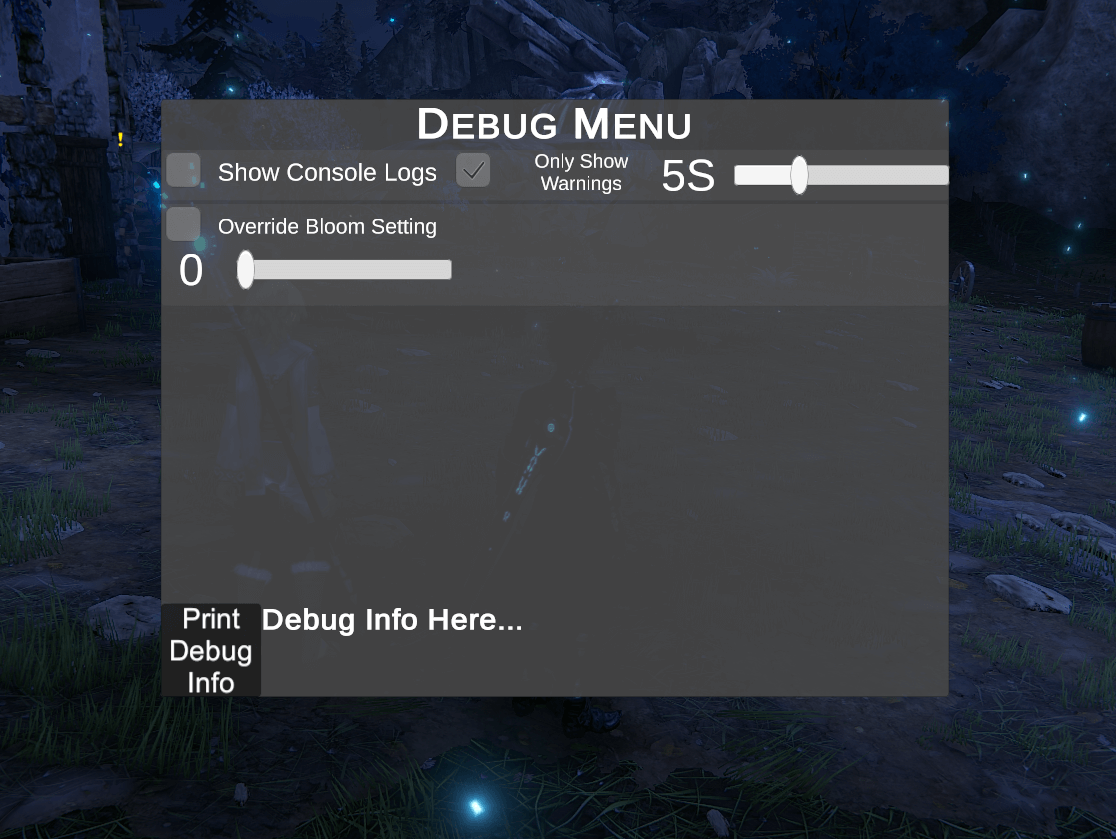 DEBUG MENU
Show Console Logs
Only Show
Warnings
5S
Override Bloom Setting
0
Print
Debug
Info
Debug Info Here...